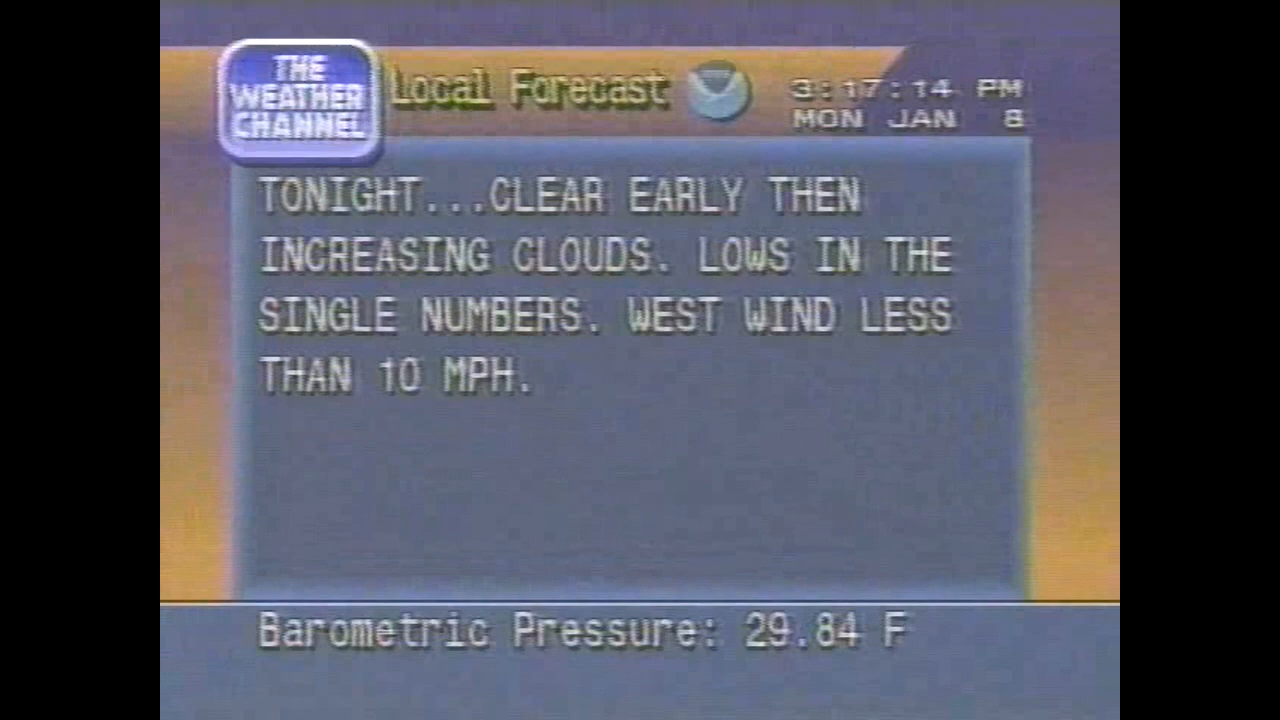 THE
WEATHER
CHANNEL
Local Forecast
3:17:14 PM
MON JAN 8
TONIGHT...CLEAR EARLY THEN
INCREASING CLOUDS. LOWS IN THE
SINGLE NUMBERS. WEST WIND LESS
THAN 10 MPH.
Barometric Pressure: 29.84 F